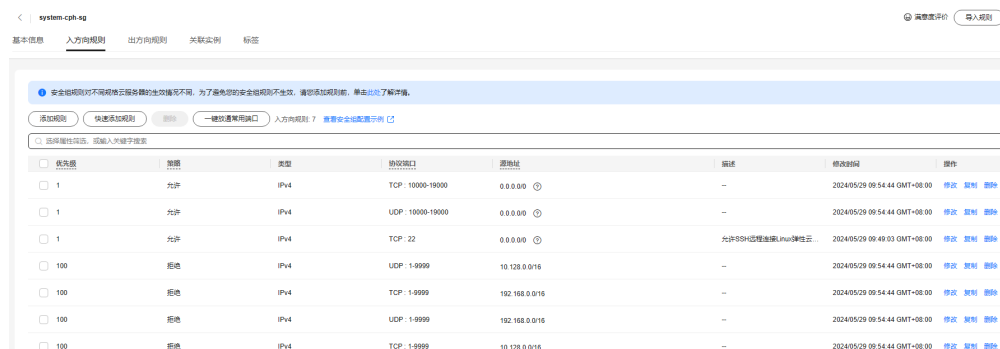 system-cph-sg 满意度评价 导入规则
基本信息 入方向规则 出方向规则 关联实例 标签
安全组规则对不同规格云服务器的生效情况不同，为了避免您的安全组规则不生效，请您添加规则前，单击此处了解详情。
添加规则 快速添加规则 删除 一键放通常用端口 入方向规则: 7 查看安全组配置示例
选择属性筛选，或输入关键字搜索
优先级 策略 类型 协议端口 源地址 描述 修改时间 操作
1 允许 IPv4 TCP : 10000-19000 0.0.0.0/0 -- 2024/05/29 09:54:44 GMT+08:00 修改 复制 删除
1 允许 IPv4 UDP : 10000-19000 0.0.0.0/0 -- 2024/05/29 09:54:44 GMT+08:00 修改 复制 删除
1 允许 IPv4 TCP : 22 0.0.0.0/0 允许SSH远程连接Linux弹性云... 2024/05/29 09:49:03 GMT+08:00 修改 复制 删除
100 拒绝 IPv4 UDP : 1-9999 10.128.0.0/16 -- 2024/05/29 09:54:44 GMT+08:00 修改 复制 删除
100 拒绝 IPv4 TCP : 1-9999 192.168.0.0/16 -- 2024/05/29 09:54:44 GMT+08:00 修改 复制 删除
100 拒绝 IPv4 UDP : 1-9999 192.168.0.0/16 -- 2024/05/29 09:54:44 GMT+08:00 修改 复制 删除
100 拒绝 IPv4 TCP : 1-9999 10.128.0.0/16 -- 2024/05/29 09:54:44 GMT+08:00 修改 复制 删除